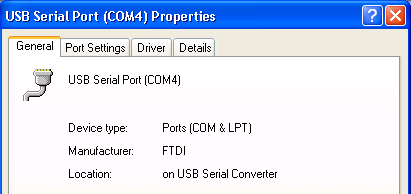 USB Serial Port (COM4) Properties
General Port Settings Driver Details
USB Serial Port (COM4)
Device type: Ports (COM & LPT)
Manufacturer: FTDI
Location: on USB Serial Converter